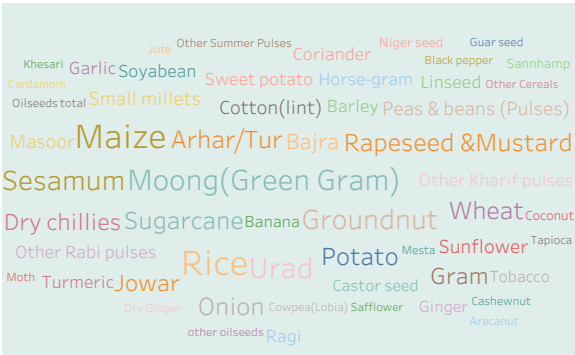 Jute Other Summer Pulses Niger seed Guar seed
Coriander
Khesari Garlic Soyabean Black pepper Sannhamp
Cardamom Sweet potato Horse-gram Linseed Other Cereals
Oilseeds total Small millets Cotton(lint) Barley Peas & beans (Pulses)
Masoor Maize Arhar/Tur Bajra Rapeseed &Mustard
Sesamum Moong(Green Gram) Other Kharif pulses
Dry chillies Sugarcane Banana Groundnut Wheat Coconut
Other Rabi pulses Rice Urad Potato Mesta Sunflower Tapioca
Moth Turmeric Jowar Castor seed Gram Tobacco
Dry Ginger Onion Cowpea(Lobia) Safflower Ginger Cashewnut
other oilseeds Ragi Arecanut